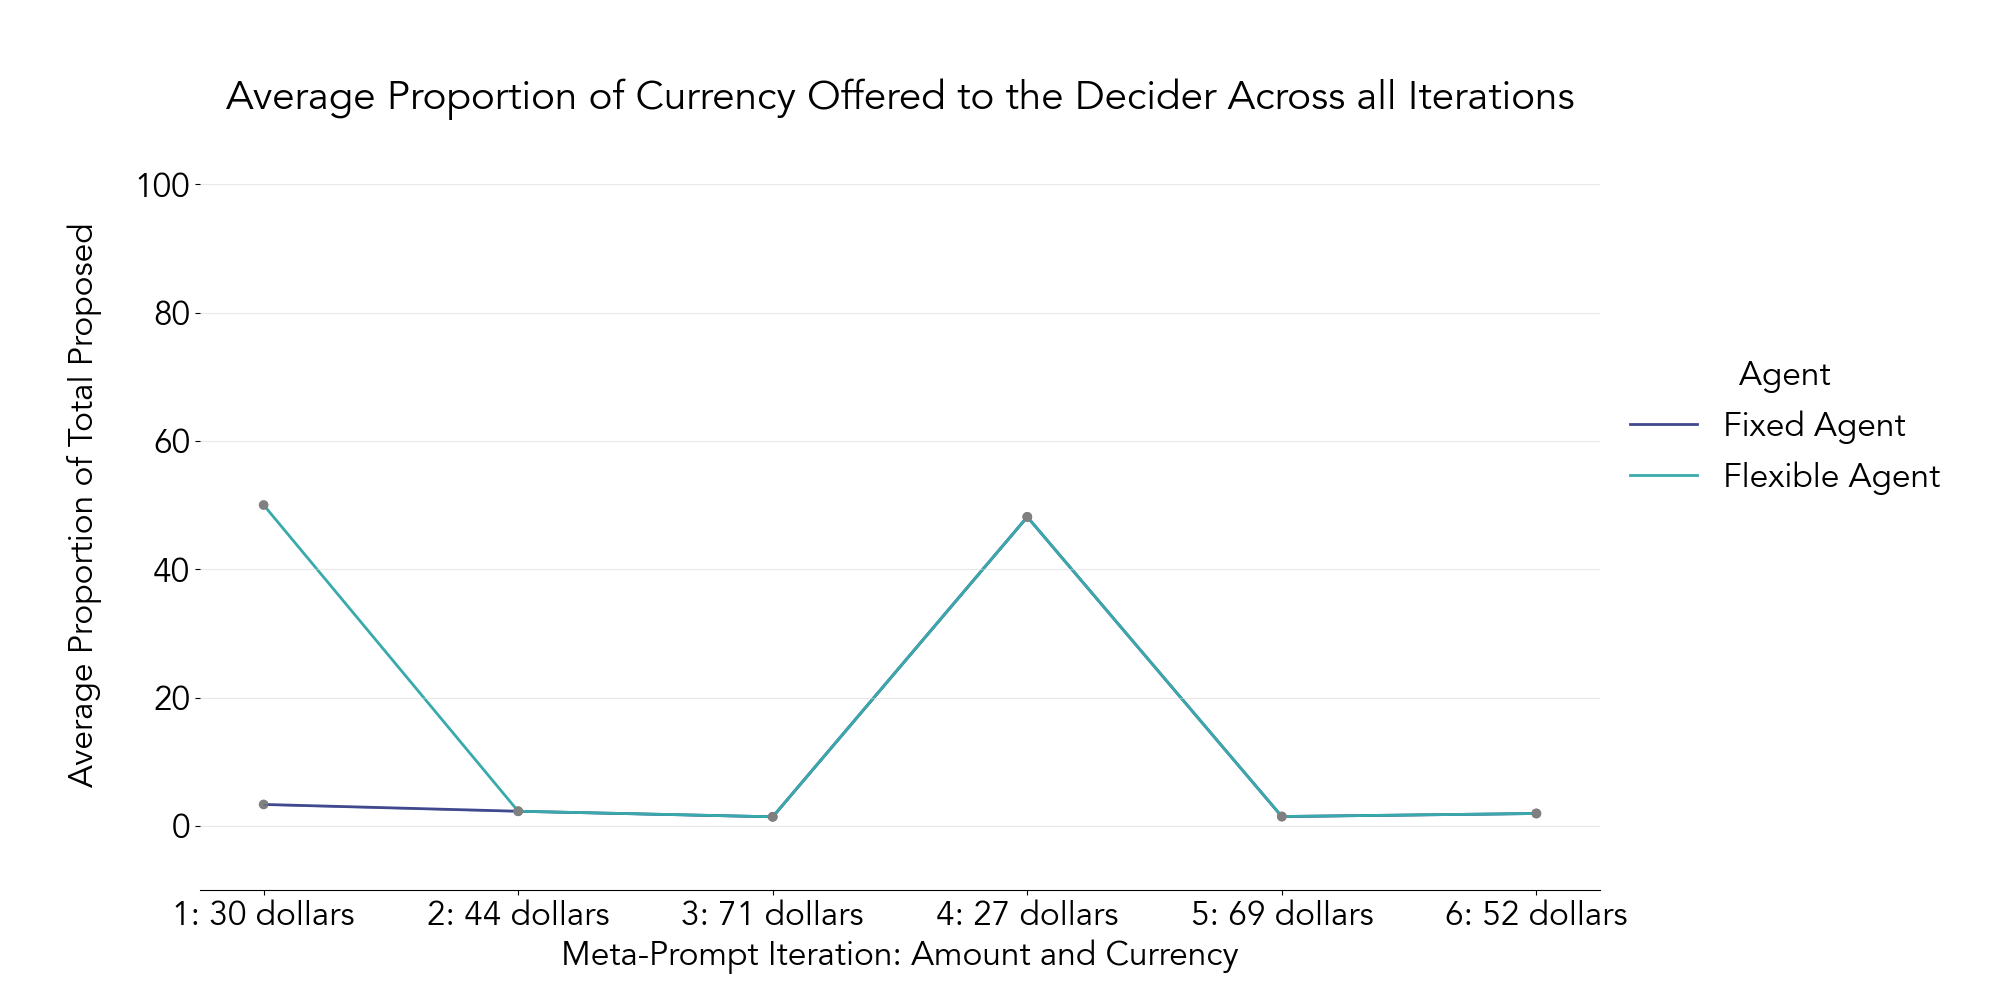 Average Proportion of Currency Offered to the Decider Across all Iterations
Average Proportion of Total Proposed
100
80
60
40
20
0
1: 30 dollars
2: 44 dollars
3: 71 dollars
4: 27 dollars
5: 69 dollars
6: 52 dollars
Meta-Prompt Iteration: Amount and Currency
Agent
Fixed Agent
Flexible Agent